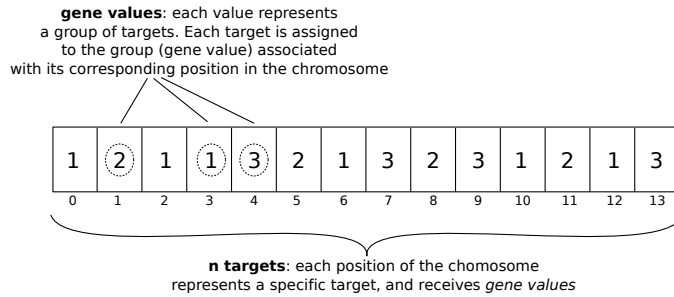 gene values: each value represents
a group of targets. Each target is assigned
to the group (gene value) associated
with its corresponding position in the chromosome
1 2 1 1 3 2 1 3 2 3 1 2 1 3
0 1 2 3 4 5 6 7 8 9 10 11 12 13
n targets: each position of the chomosome
represents a specific target, and receives gene values